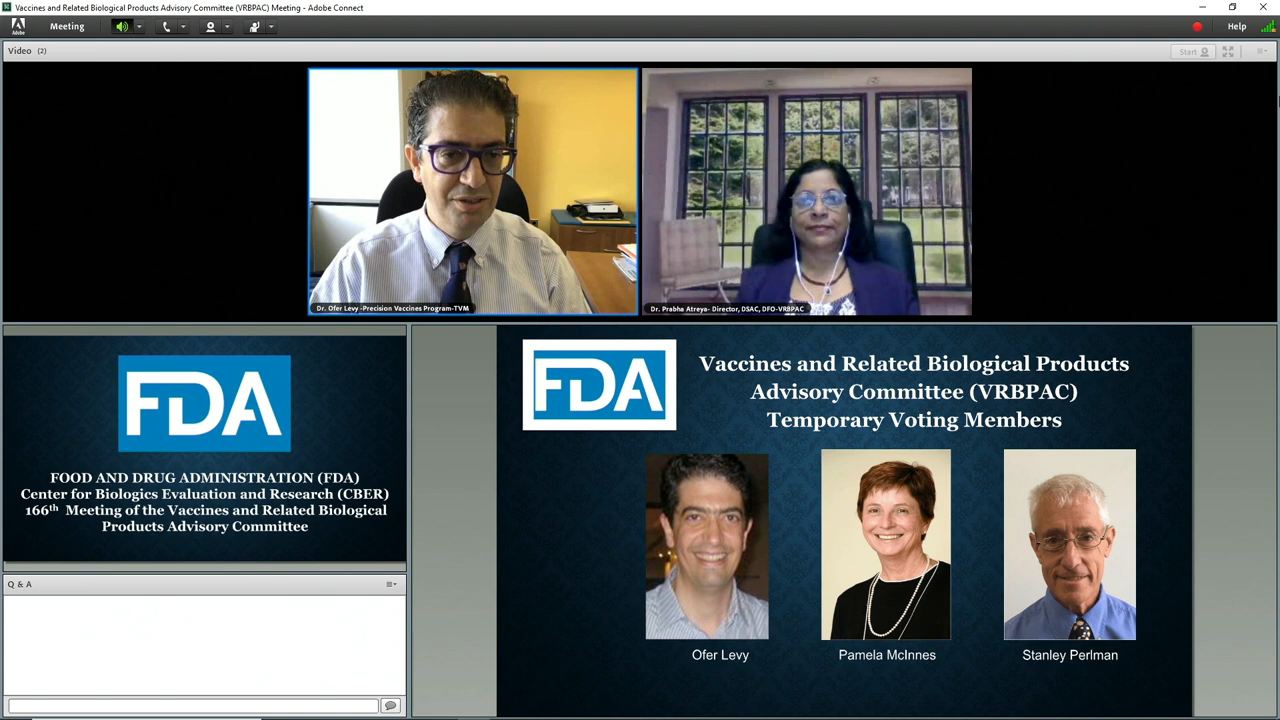 Vaccines and Related Biological Products Advisory Committee (VRBPAC) Meeting - Adobe Connect
Adobe
Meeting
Help
Video (2)
Start
Dr. Ofer Levy -Precision Vaccines Program-TVM
Dr. Prabha Atreya- Director, DSAC, DFO-VRBPAC
FDA
FOOD AND DRUG ADMINISTRATION (FDA)
Center for Biologics Evaluation and Research (CBER)
166th Meeting of the Vaccines and Related Biological
Products Advisory Committee
Q & A
FDA
Vaccines and Related Biological Products
Advisory Committee (VRBPAC)
Temporary Voting Members
Ofer Levy
Pamela McInnes
Stanley Perlman